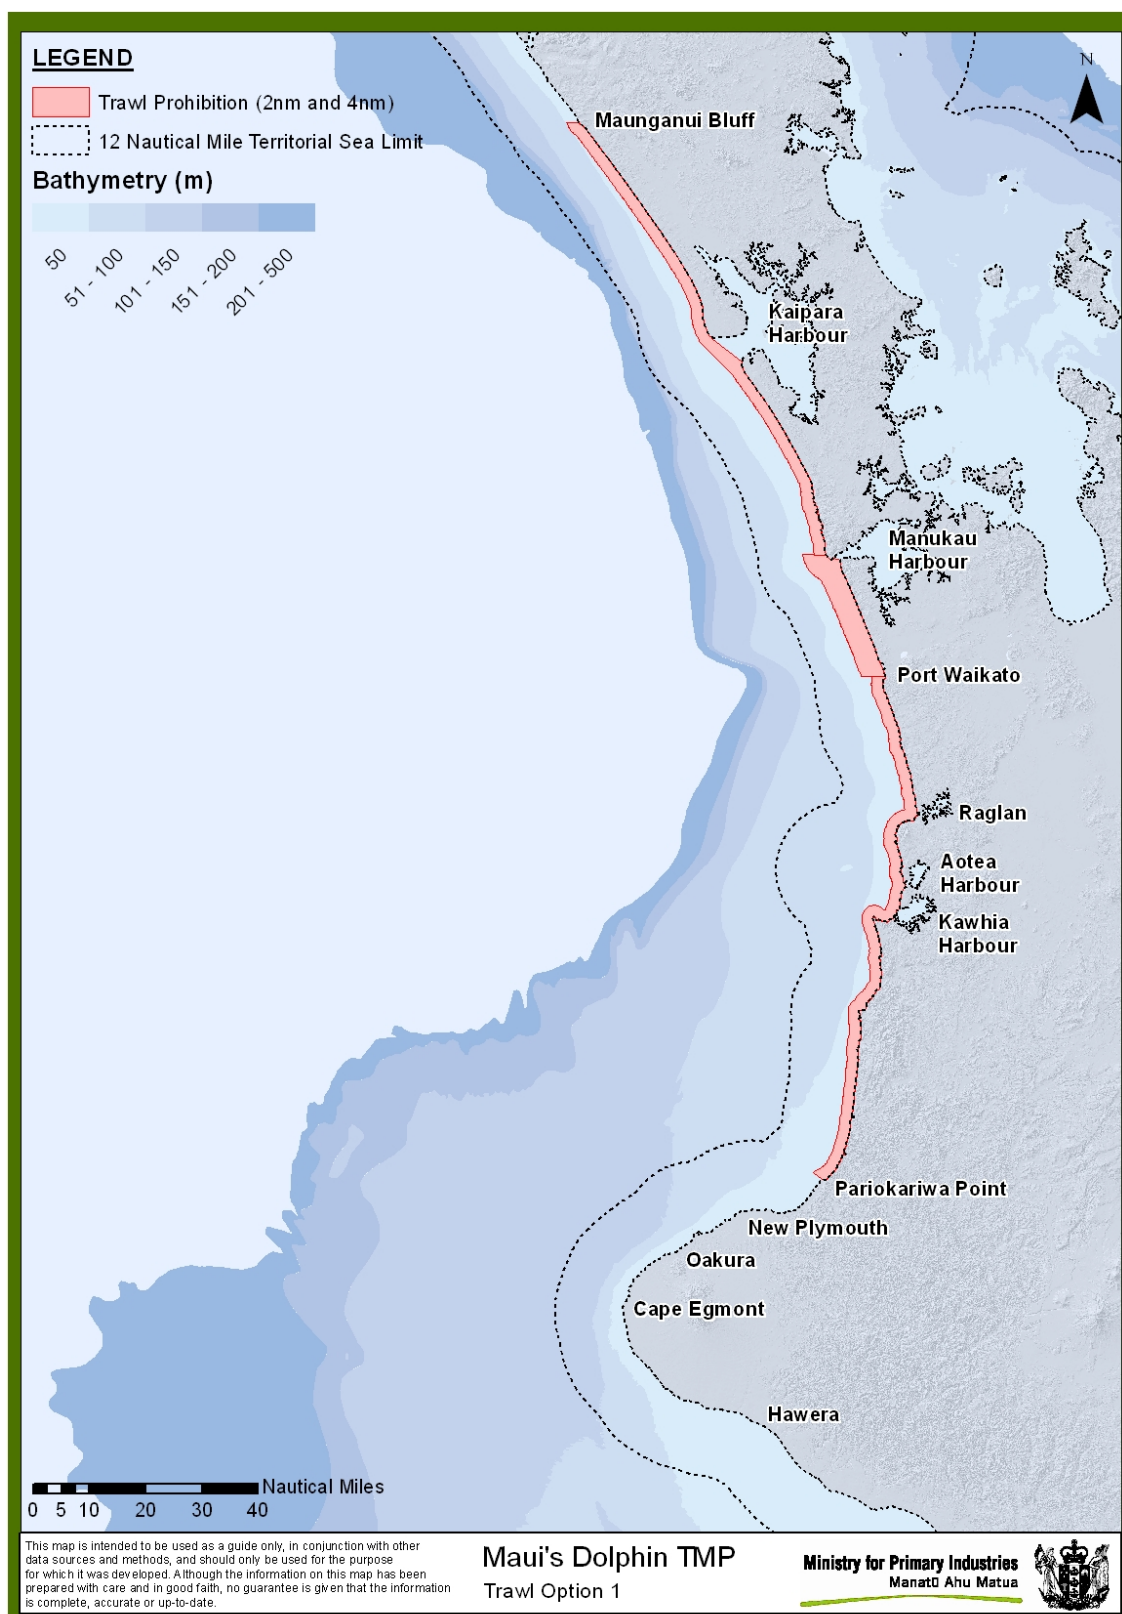 LEGEND
Trawl Prohibition (2nm and 4nm)
12 Nautical Mile Territorial Sea Limit
Bathymetry (m)
50
51 - 100
101 - 150
151 - 200
201 - 500
N
Maunganui Bluff
Kaipara
Harbour
Manukau
Harbour
Port Waikato
Raglan
Aotea
Harbour
Kawhia
Harbour
Pariokariwa Point
New Plymouth
Oakura
Cape Egmont
Hawera
Nautical Miles
0 5 10 20 30 40
This map is intended to be used as a guide only, in conjunction with other
data sources and methods, and should only be used for the purpose
for which it was developed. Although the information on this map has been
prepared with care and in good faith, no guarantee is given that the information
is complete, accurate or up-to-date.
Maui's Dolphin TMP
Trawl Option 1
Ministry for Primary Industries
Manatū Ahu Matua